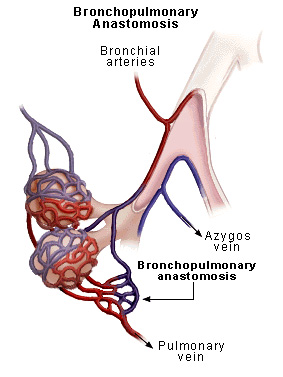 Bronchopulmonary
Anastomosis
Bronchial
arteries
Azygos
vein
Bronchopulmonary
anastomosis
Pulmonary
vein